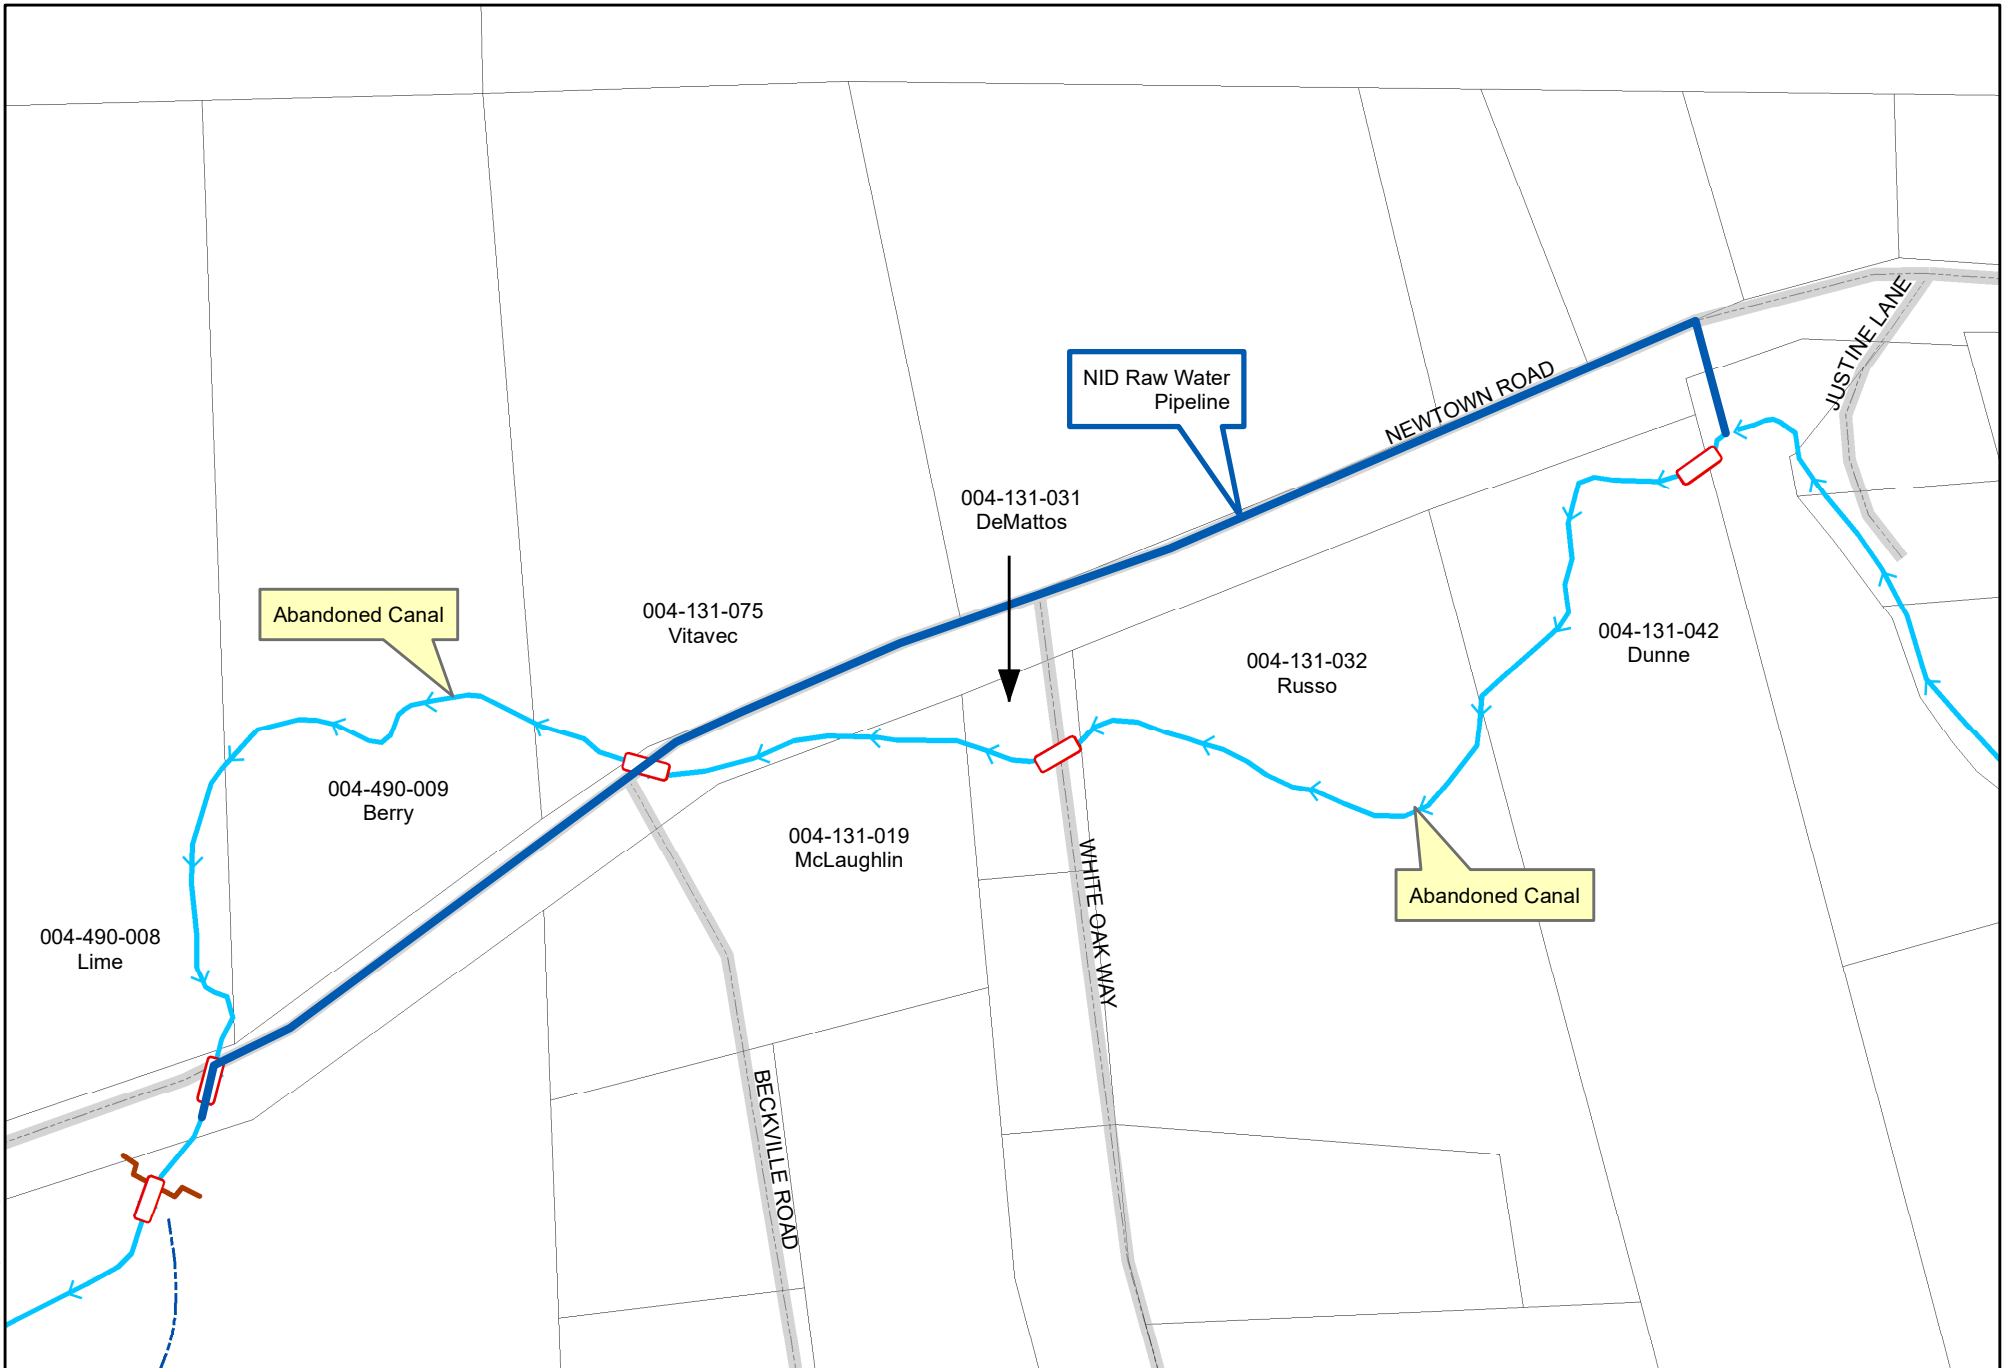 JUSTINE LANE
NID Raw Water
Pipeline
NEWTOWN ROAD
004-131-031
DeMattos
Abandoned Canal
004-131-075
Vitavec
004-131-032
Russo
004-131-042
Dunne
004-490-009
Berry
004-131-019
McLaughlin
Abandoned Canal
WHITE OAK WAY
004-490-008
Lime
BECKVILLE ROAD